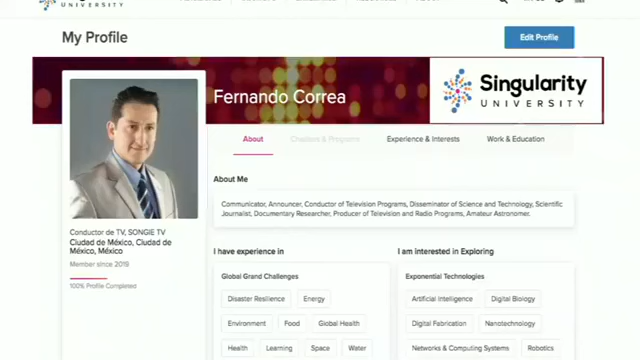 UNIVERSITY
My Profile
Edit Profile
Fernando Correa
Singularity
UNIVERSITY
About
Chapters & Programs
Experience & Interests
Work & Education
About Me
Communicator, Announcer, Conductor of Television Programs, Disseminator of Science and Technology, Scientific
Journalist, Documentary Researcher, Producer of Television and Radio Programs, Amateur Astronomer.
Conductor de TV, SONGIE TV
Ciudad de México, Ciudad de
México, México
Member since 2019
100% Profile Completed
I have experience in
Global Grand Challenges
Disaster Resilience
Energy
Environment
Food
Global Health
Health
Learning
Space
Water
I am interested in Exploring
Exponential Technologies
Artificial Intelligence
Digital Biology
Digital Fabrication
Nanotechnology
Networks & Computing Systems
Robotics